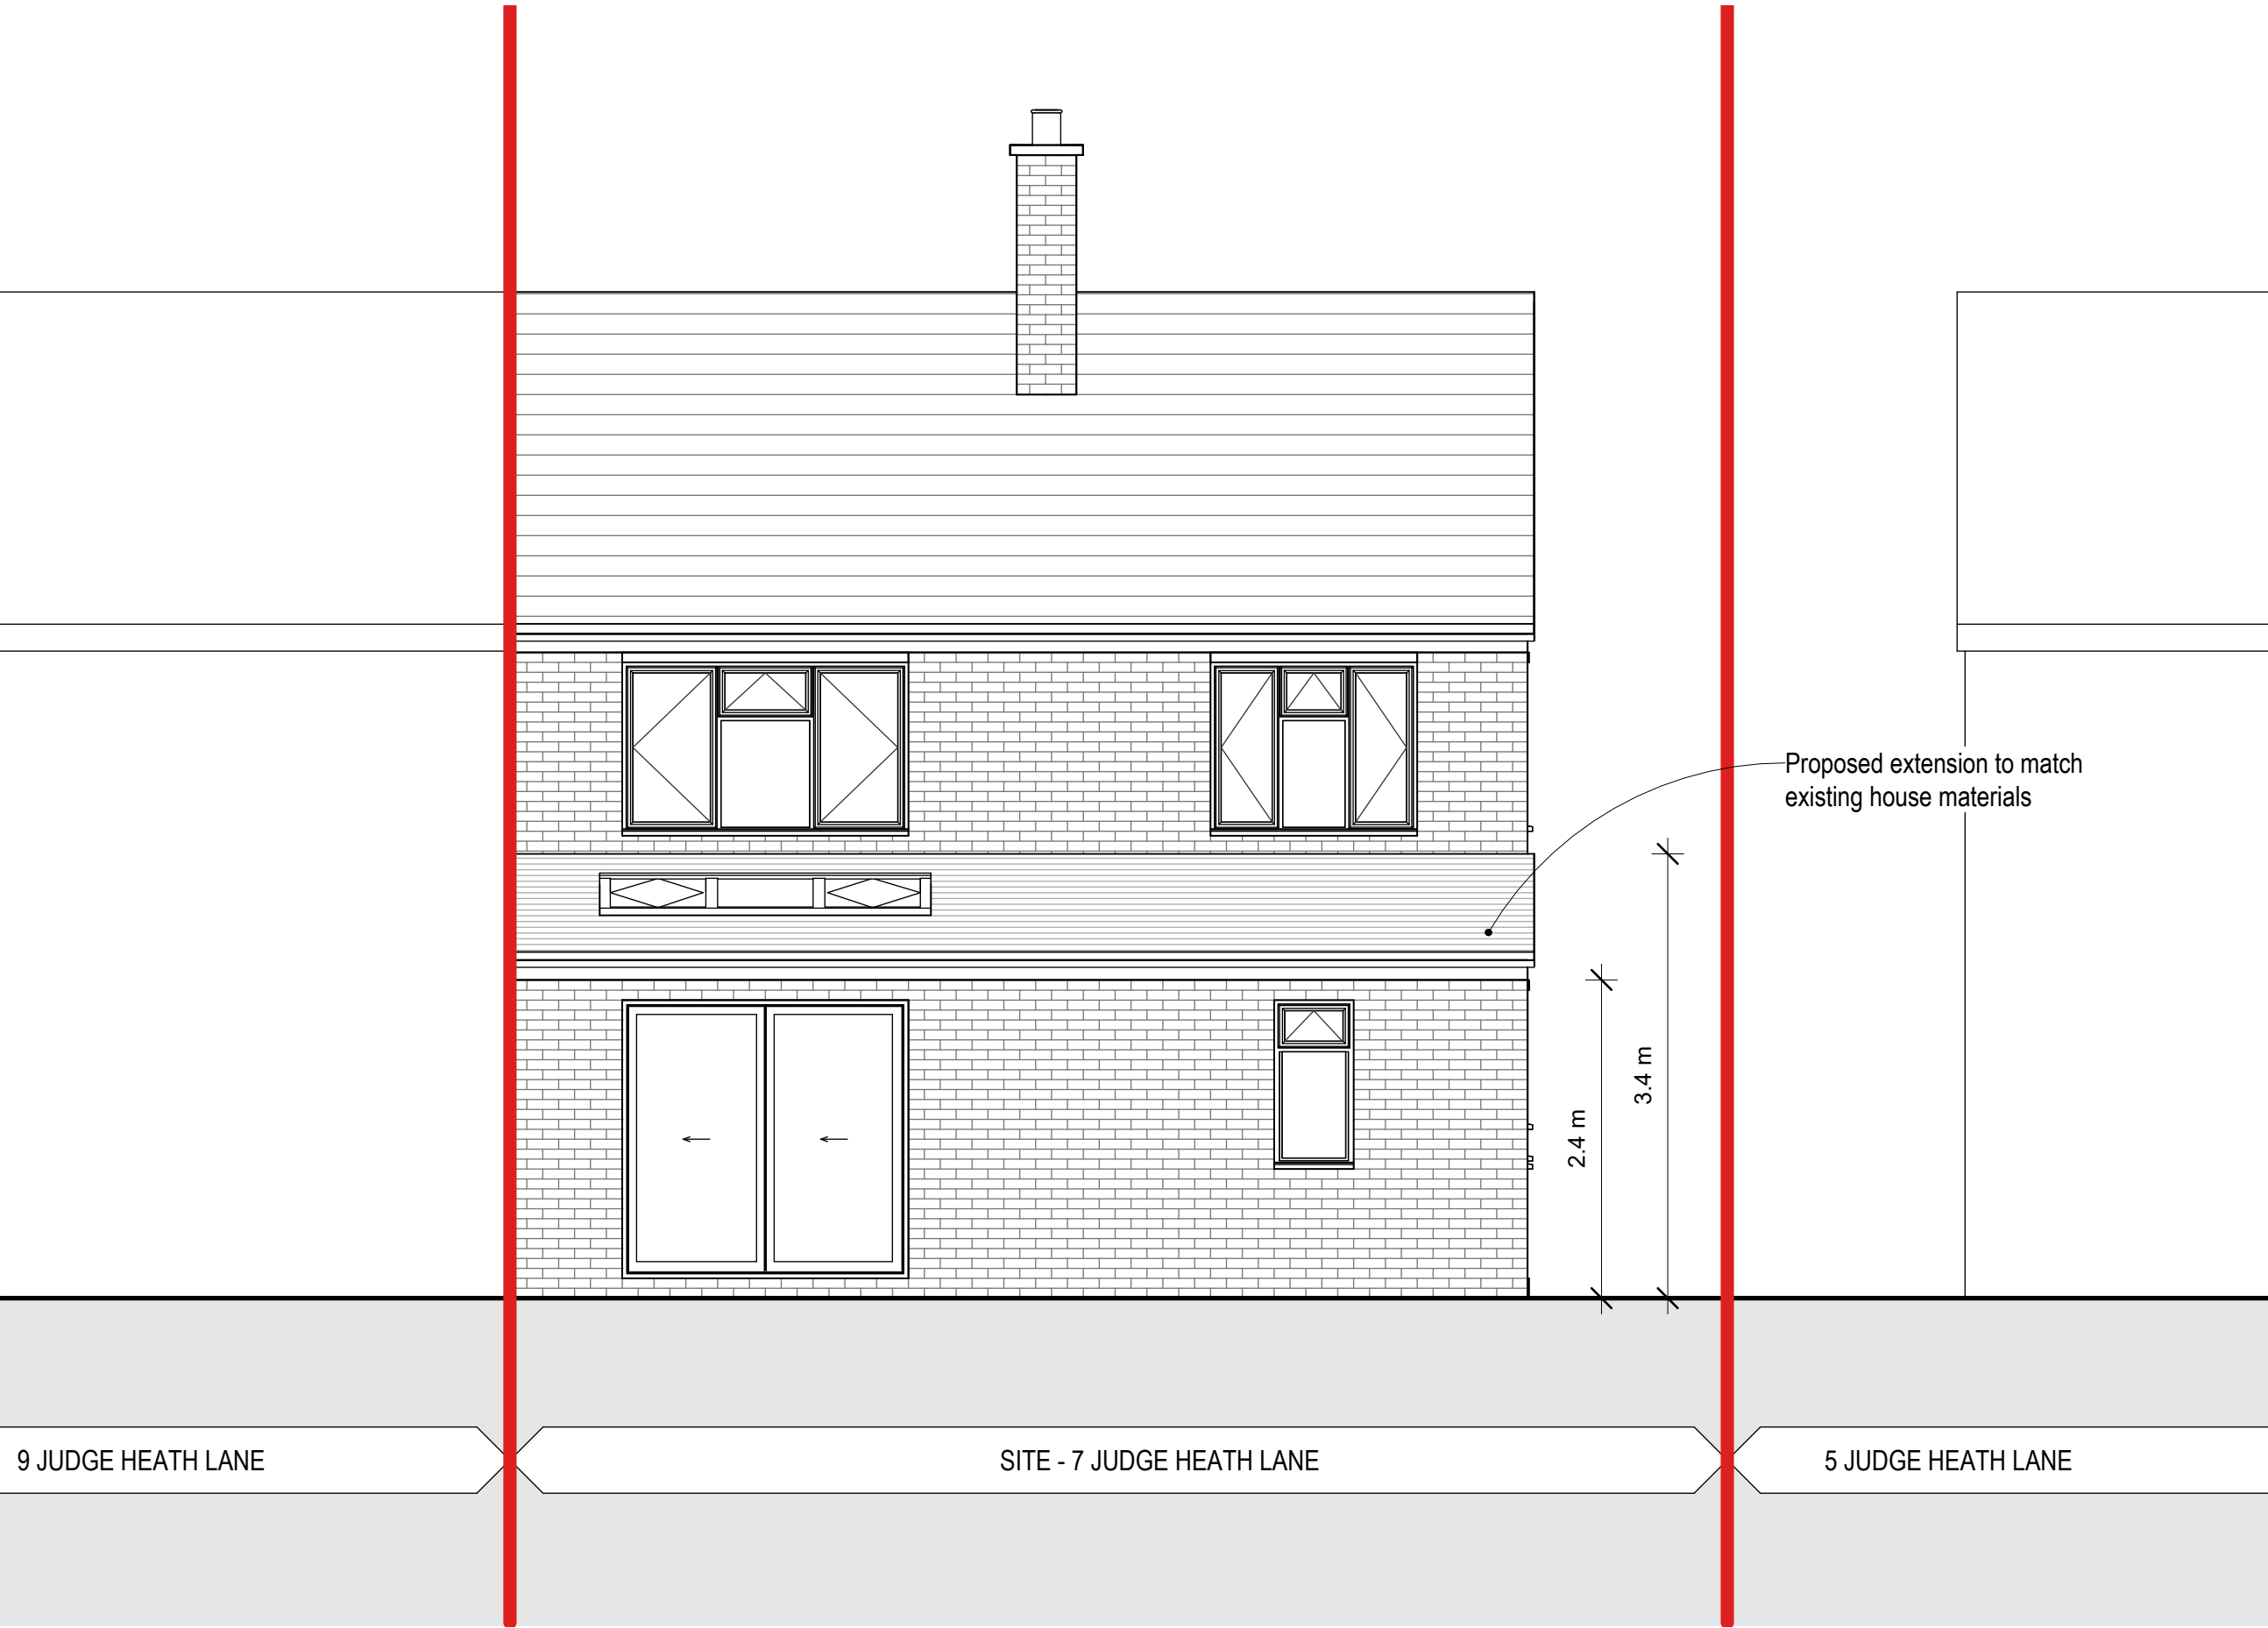 Proposed extension to match
existing house materials
3.4 m
2.4 m
9 JUDGE HEATH LANE
SITE - 7 JUDGE HEATH LANE
5 JUDGE HEATH LANE